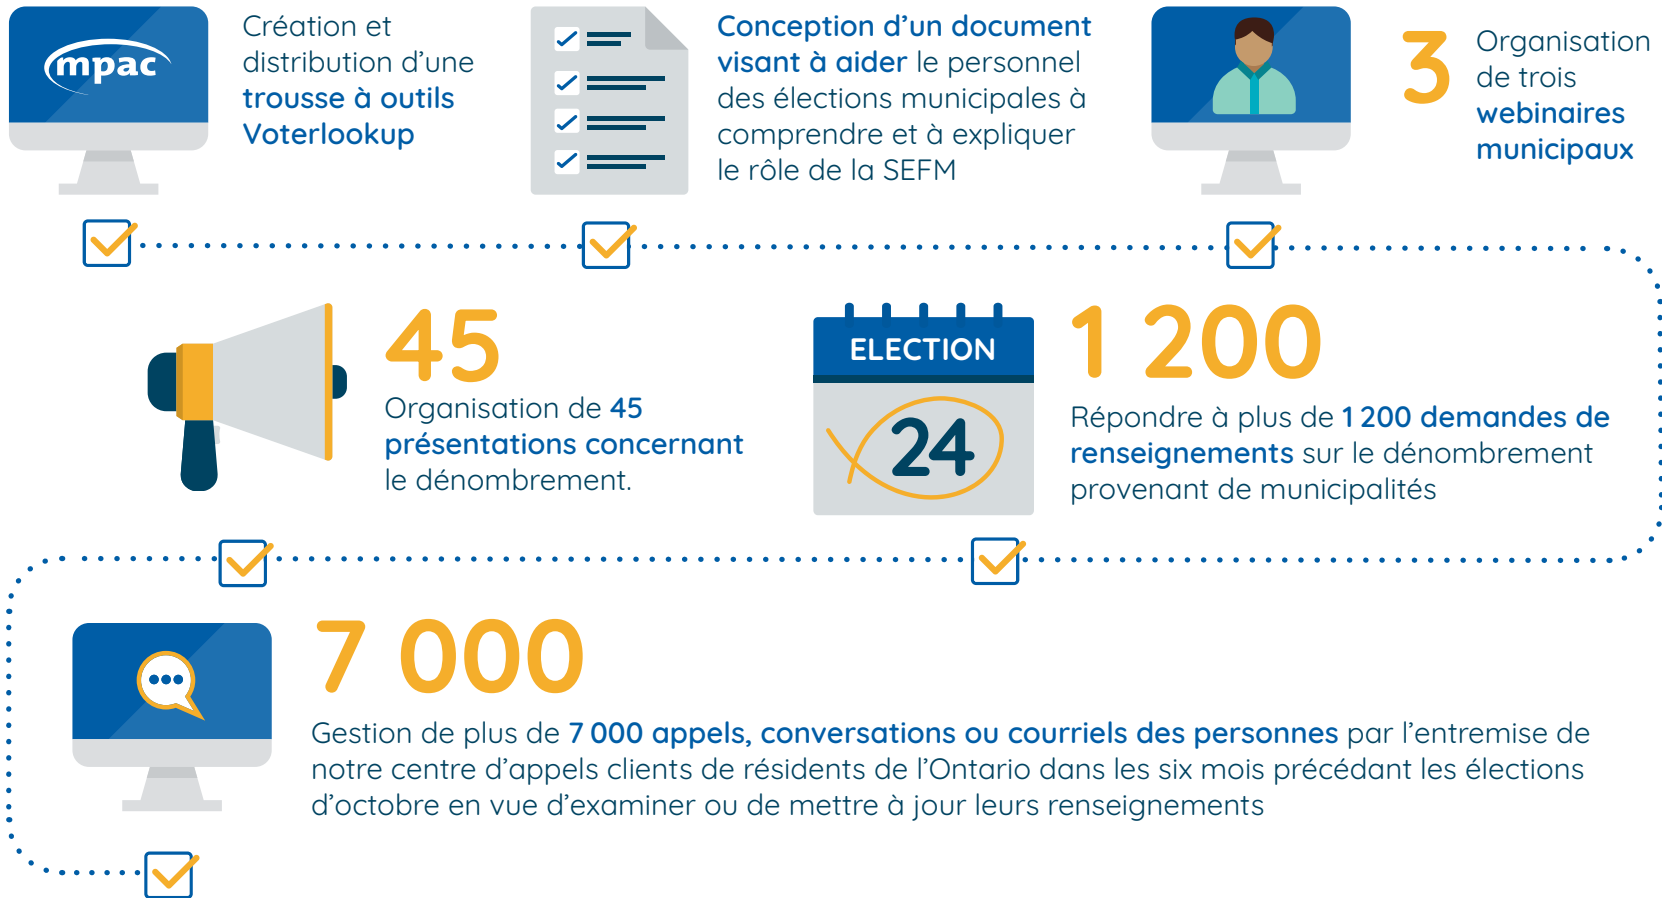 mpac
Création et
distribution d’une
trousse à outils
Voterlookup
Conception d’un document
visant à aider le personnel
des élections municipales à
comprendre et à expliquer
le rôle de la SEFM
3
Organisation
de trois
webinaires
municipaux
45
Organisation de 45
présentations concernant
le dénombrement.
ELECTION
24
1 200
Répondre à plus de 1 200 demandes de
renseignements sur le dénombrement
provenant de municipalités
7 000
Gestion de plus de 7 000 appels, conversations ou courriels des personnes par l’entremise de
notre centre d’appels clients de résidents de l’Ontario dans les six mois précédant les élections
d’octobre en vue d’examiner ou de mettre à jour leurs renseignements